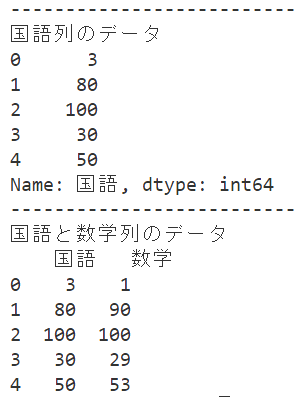 ---------------------------
国語列のデータ
0      3
1     80
2    100
3     30
4     50
Name: 国語, dtype: int64
---------------------------
国語と数学列のデータ
    国語   数学
0    3    1
1   80   90
2  100  100
3   30   29
4   50   53